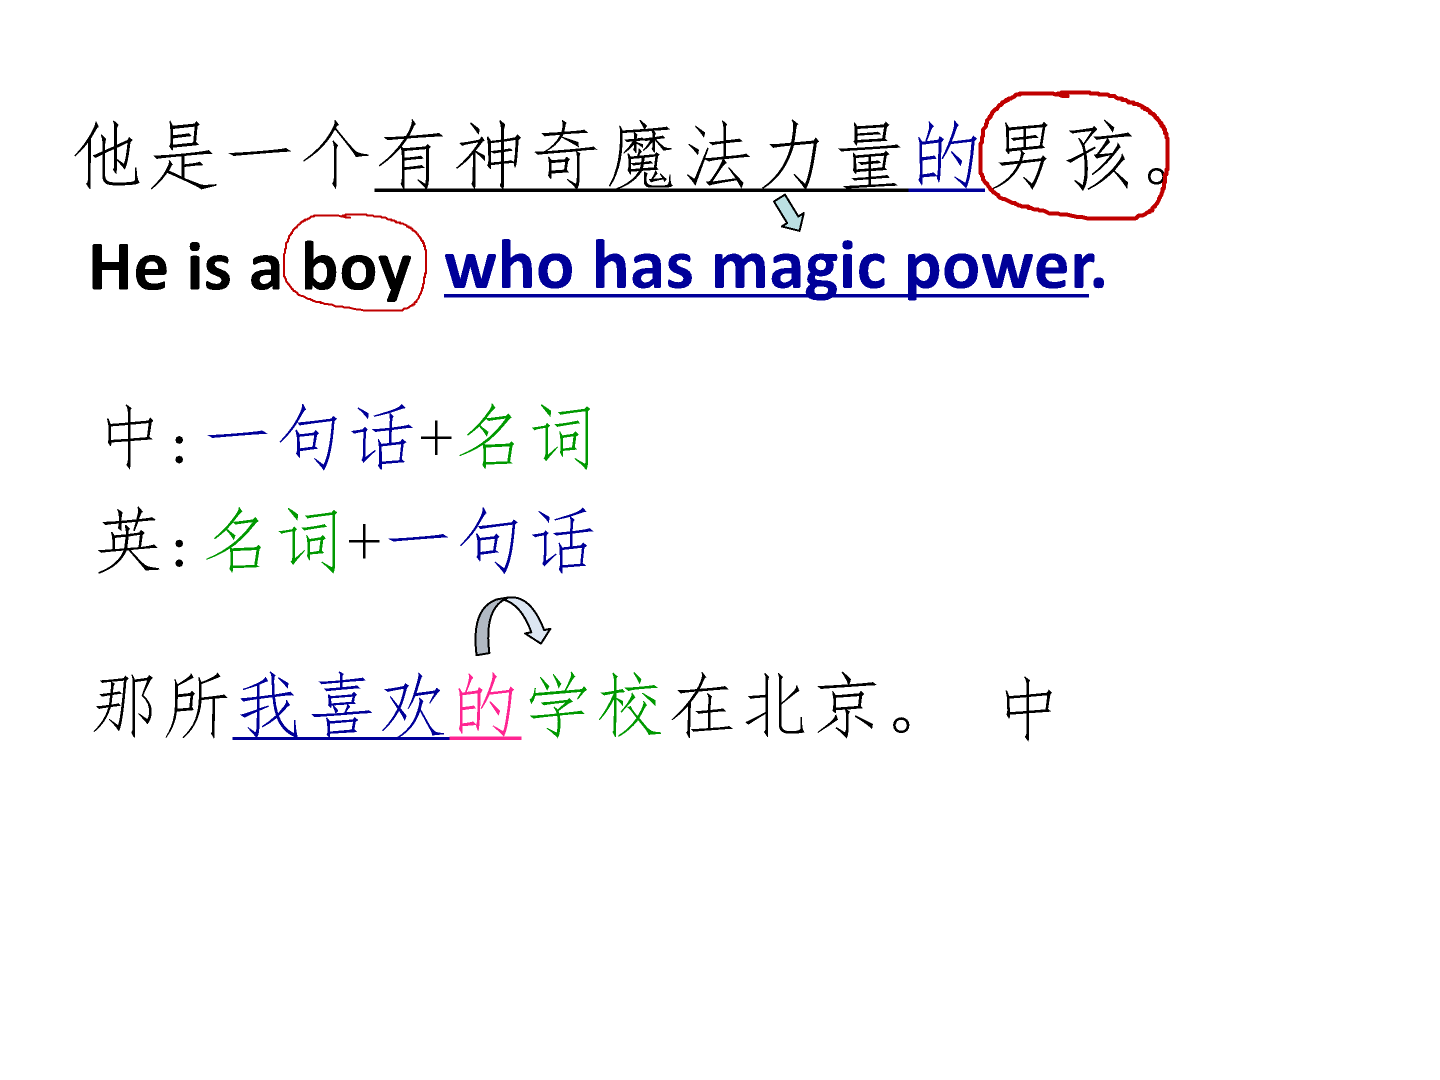 他是一个有神奇魔法力量的男孩。
He is a boy who has magic power.
中:一句话+名词
英:名词+一句话
那所我喜欢的学校在北京。 中